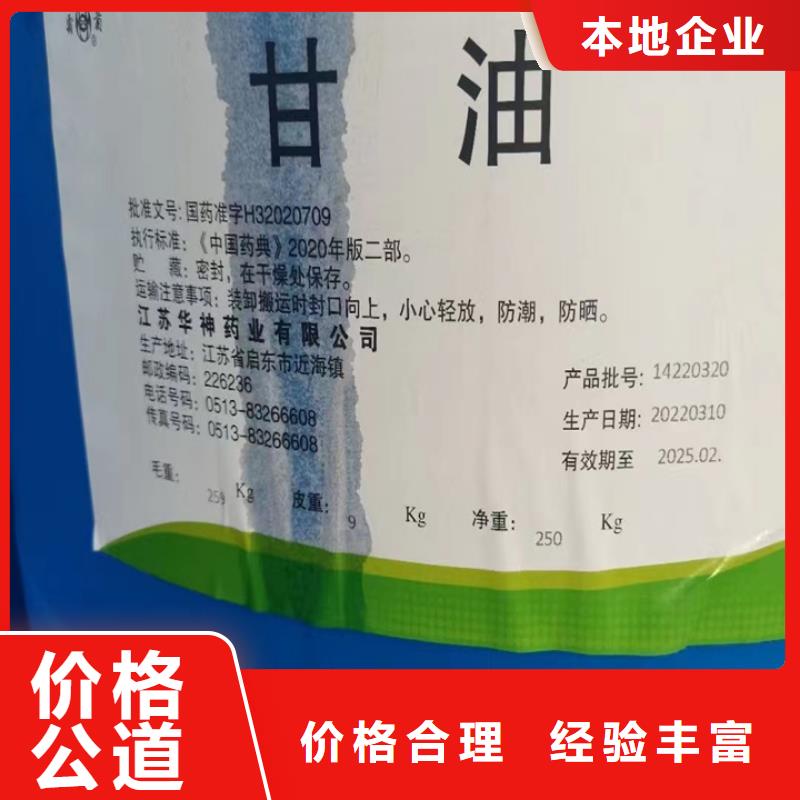 本地企业
甘 油
批准文号: 国药准字H32020709
执行标准: 《中国药典》2020年版二部。
贮 藏: 密封, 在干燥处保存。
运输注意事项: 装卸搬运时封口向上, 小心轻放, 防潮, 防晒。
江苏华神药业有限公司
生产地址: 江苏省启东市近海镇
邮政编码: 226236
电话号码: 0513-83266608
传真号码: 0513-83266608
产品批号: 14220320
生产日期: 20220310
有效期至 2025.02.
毛重: 259 Kg 皮重: 9 Kg 净重: 250 Kg
价格
公道
价格合理 经验丰富